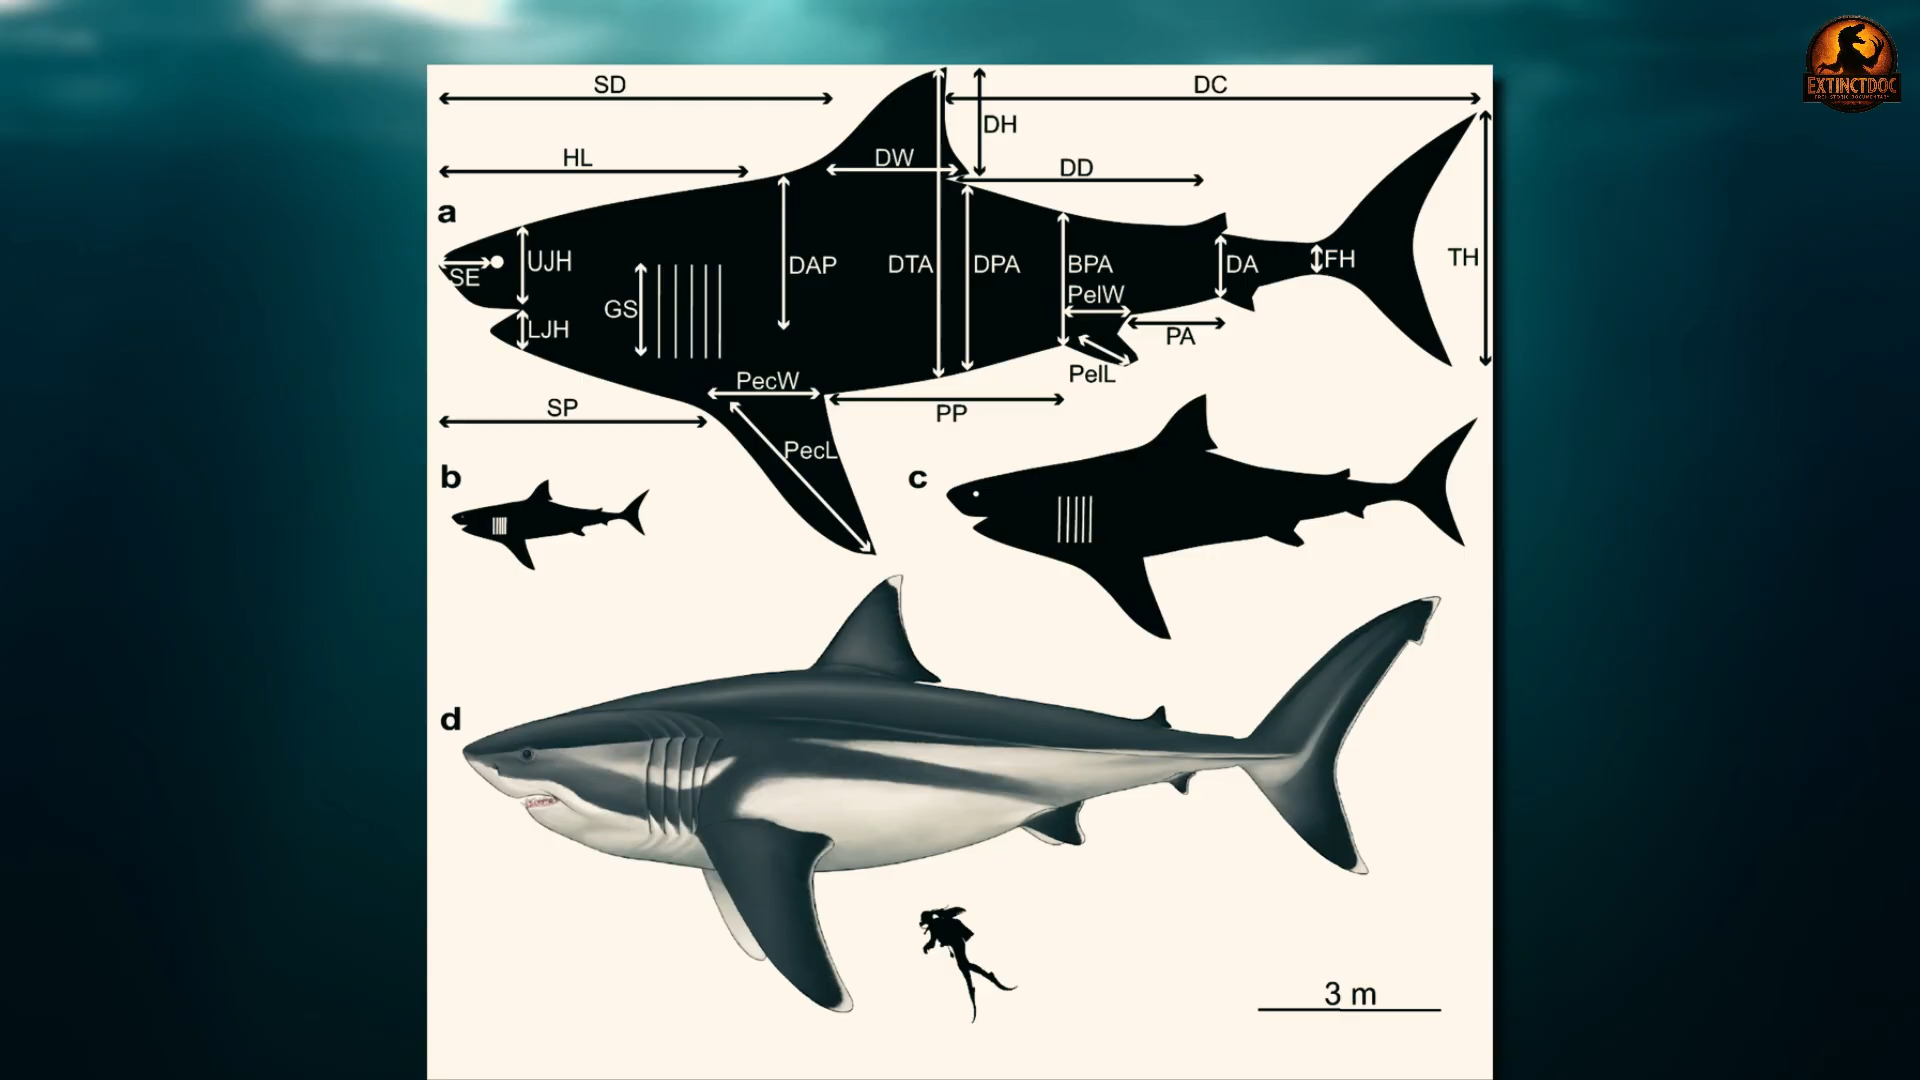 EXTINCTDOC
SD
DC
DH
HL
DW
DD
a
SE
UJH
GS
DAP
DTA
DPA
BPA
PelW
DA
FH
TH
LJH
PA
PelL
PecW
SP
PP
PecL
b
c
d
3 m